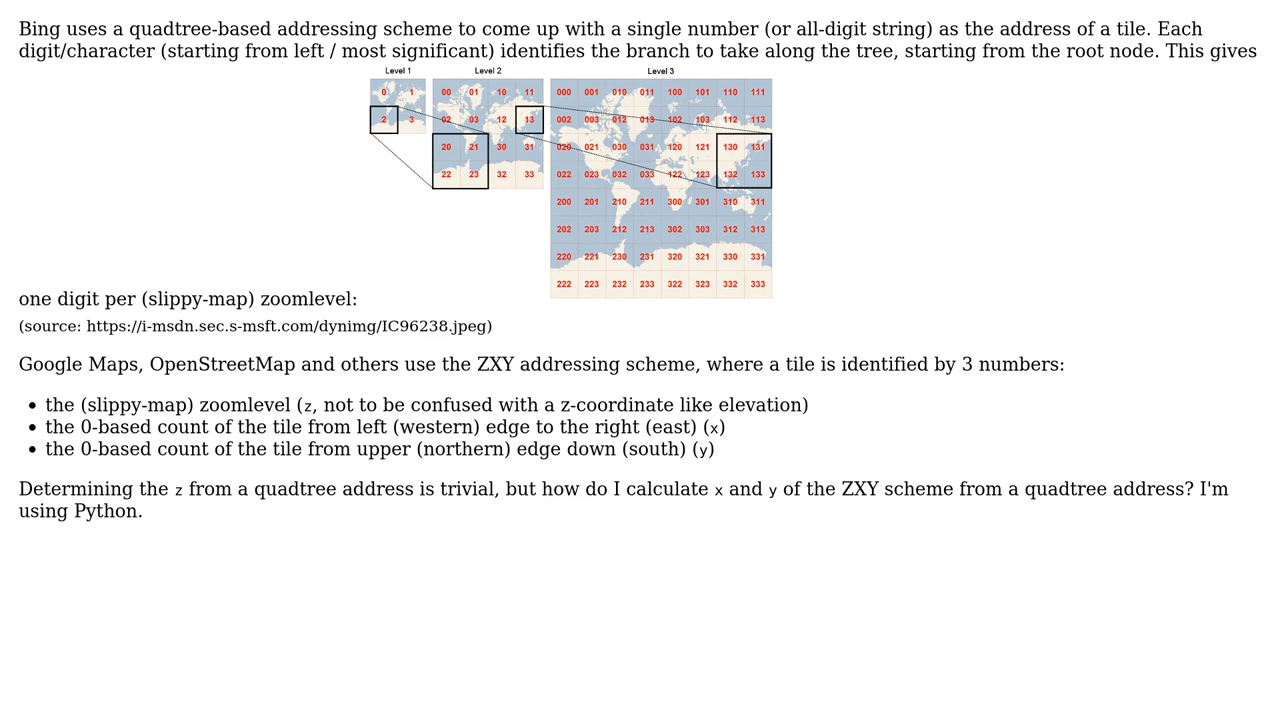 Bing uses a quadtree-based addressing scheme to come up with a single number (or all-digit string) as the address of a tile. Each
digit/character (starting from left / most significant) identifies the branch to take along the tree, starting from the root node. This gives
Level 1 Level 2 Level 3
0 1 00 01 10 11 000 001 010 011 100 101 110 111
2 3 02 03 12 13 002 003 012 013 102 103 112 113
20 21 30 31 020 021 030 031 120 121 130 131
22 23 32 33 022 023 032 033 122 123 132 133
200 201 210 211 300 301 310 311
202 203 212 213 302 303 312 313
220 221 230 231 320 321 330 331
222 223 232 233 322 323 332 333
one digit per (slippy-map) zoomlevel:
(source: https://i-msdn.sec.s-msft.com/dynimg/IC96238.jpeg)
Google Maps, OpenStreetMap and others use the ZXY addressing scheme, where a tile is identified by 3 numbers:
• the (slippy-map) zoomlevel (z, not to be confused with a z-coordinate like elevation)
• the 0-based count of the tile from left (western) edge to the right (east) (x)
• the 0-based count of the tile from upper (northern) edge down (south) (y)
Determining the z from a quadtree address is trivial, but how do I calculate x and y of the ZXY scheme from a quadtree address? I'm
using Python.